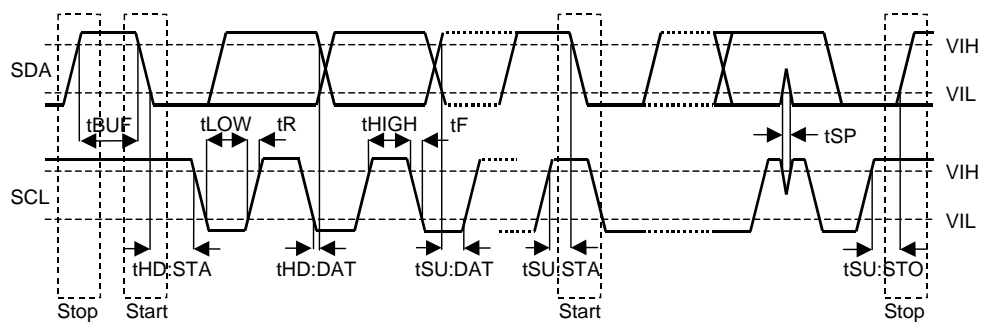 VIH
SDA
VIL
tBUF
tLOW
tR
tHIGH
tF
tSP
VIH
SCL
VIL
tHD:STA
tHD:DAT
tSU:DAT
tSU:STA
tSU:STO
Stop
Start
Start
Stop